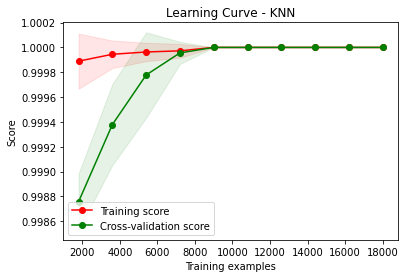 Learning Curve - KNN
1.0002
1.0000
0.9998
0.9996
0.9994
0.9992
0.9990
0.9988
0.9986
Score
Training score
Cross-validation score
2000 4000 6000 8000 10000 12000 14000 16000 18000
Training examples